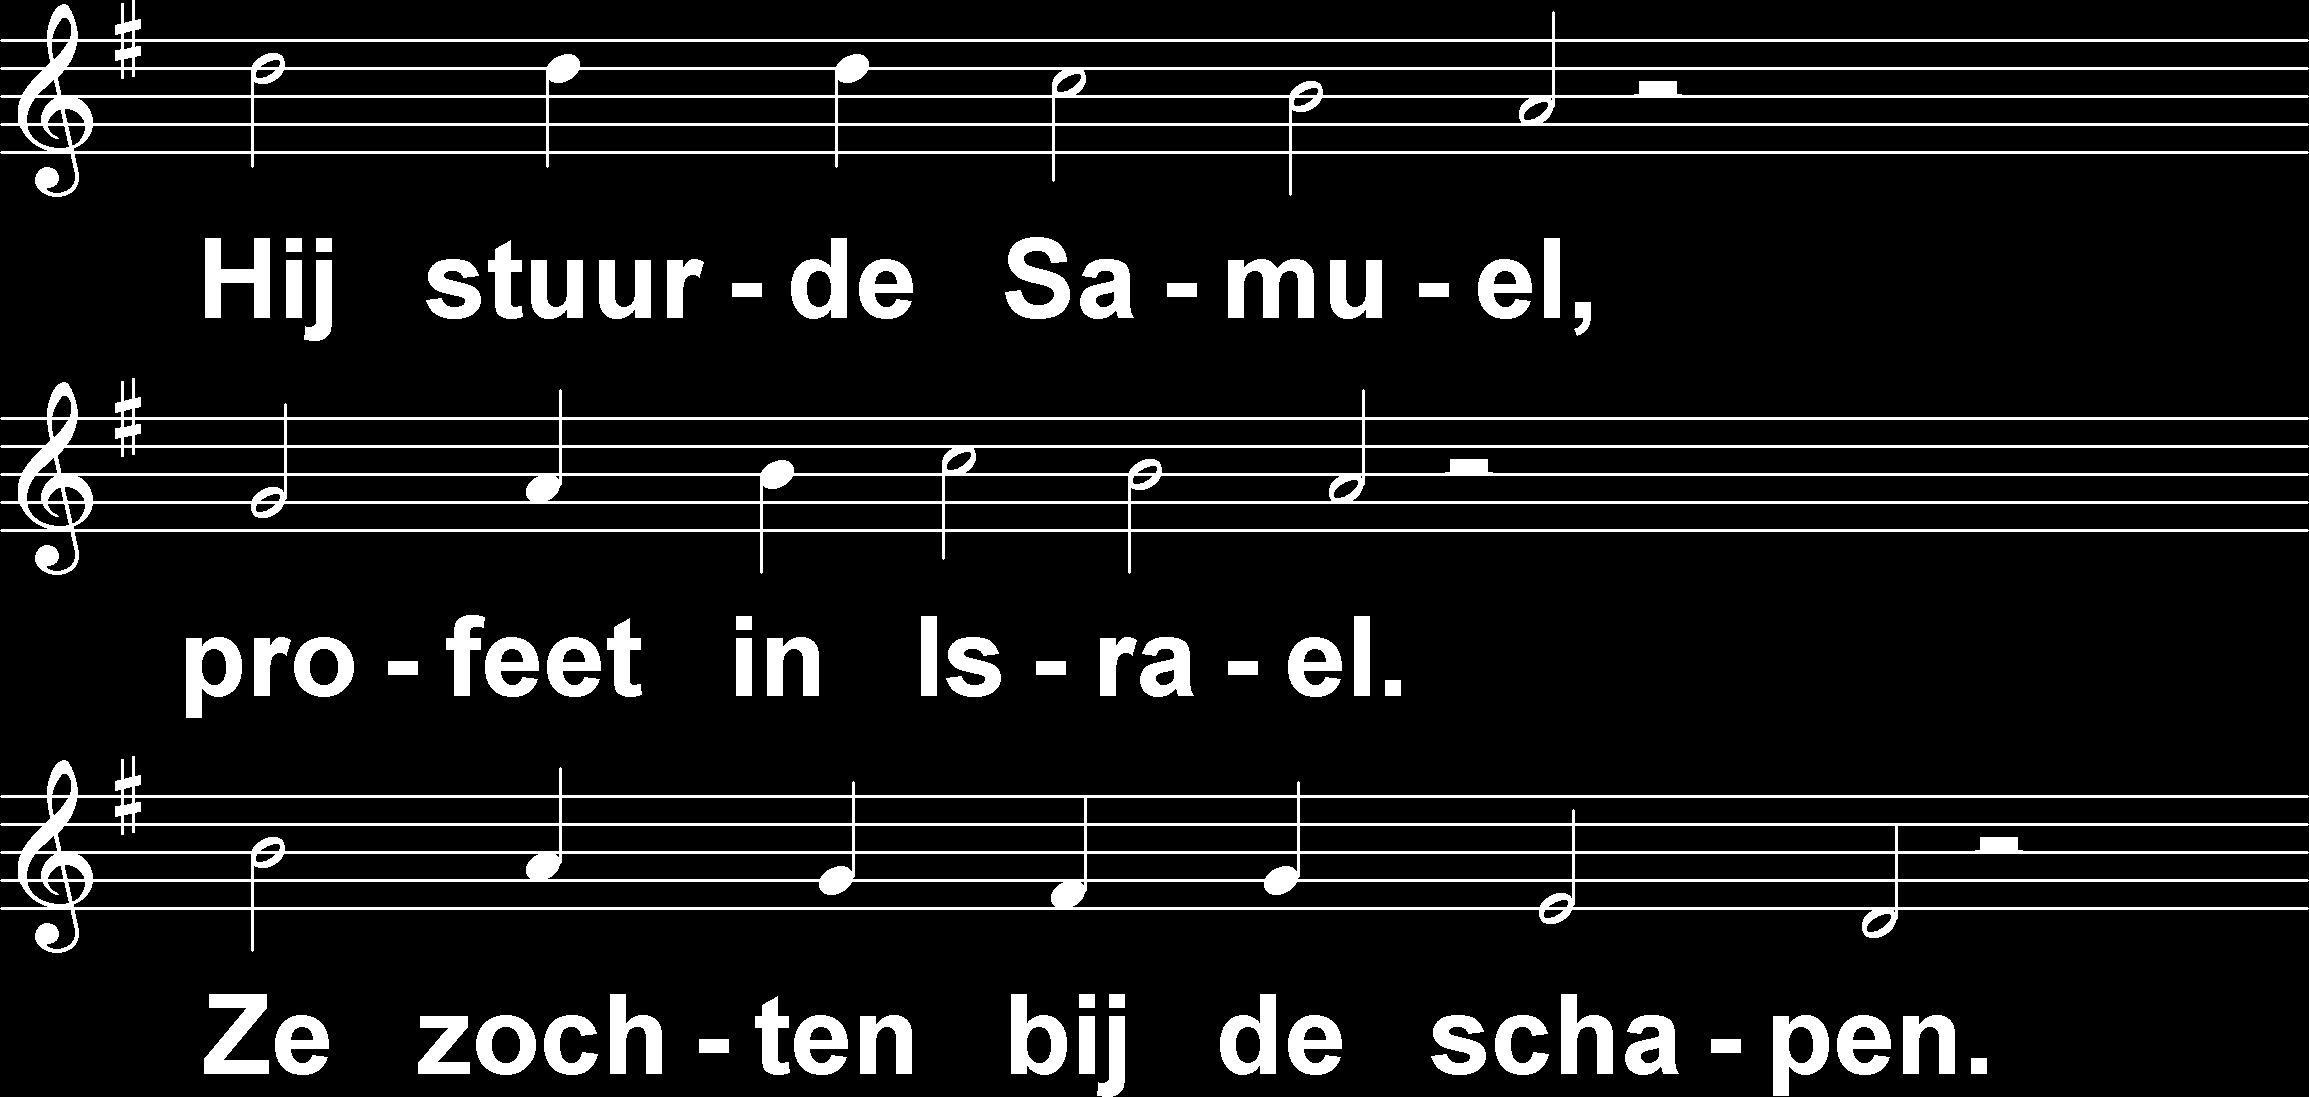 Hij stuur - de Sa - mu - el,
pro - feet in Is - ra - el.
Ze zoch - ten bij de scha - pen.